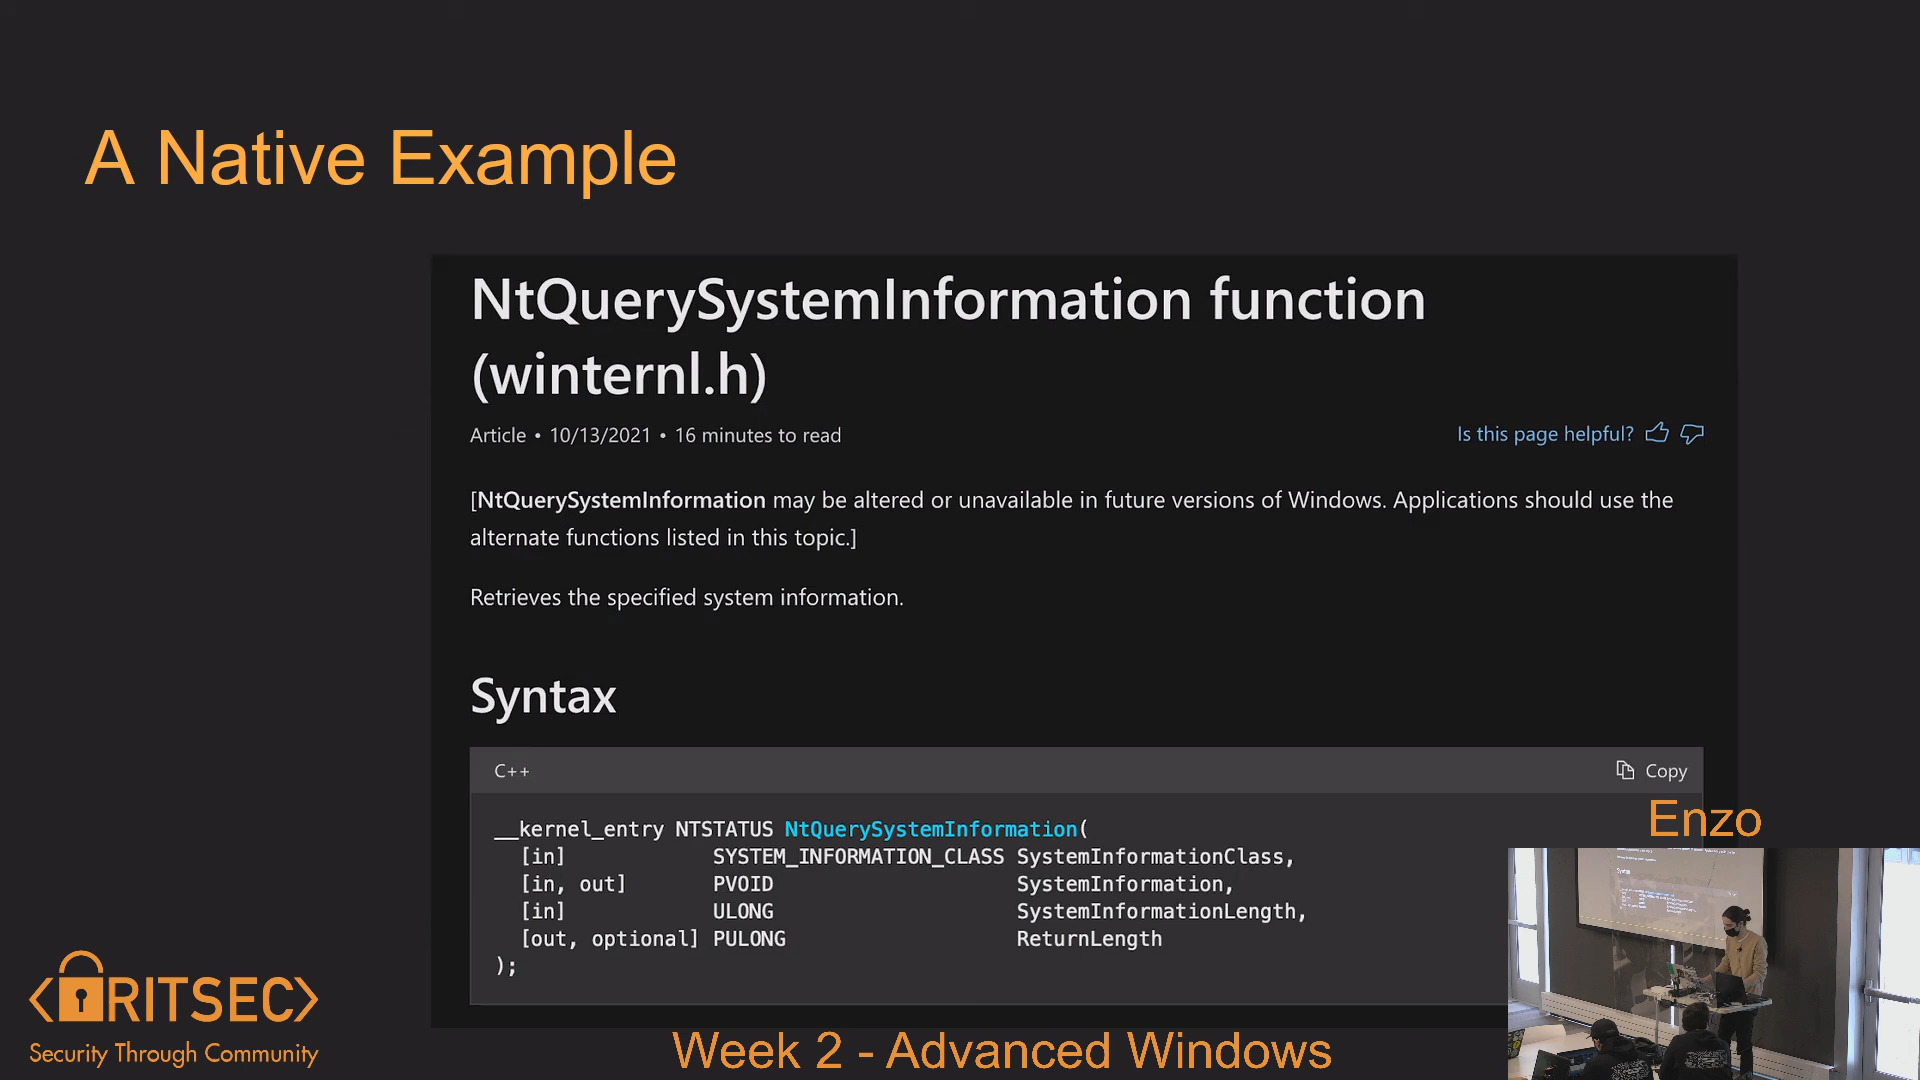 A Native Example
NtQuerySystemInformation function
(winternl.h)
Article • 10/13/2021 • 16 minutes to read
Is this page helpful?
[NtQuerySystemInformation may be altered or unavailable in future versions of Windows. Applications should use the
alternate functions listed in this topic.]
Retrieves the specified system information.
Syntax
C++
Copy
__kernel_entry NTSTATUS NtQuerySystemInformation(
[in] SYSTEM_INFORMATION_CLASS SystemInformationClass,
[in, out] PVOID SystemInformation,
[in] ULONG SystemInformationLength,
[out, optional] PULONG ReturnLength
);
Enzo
<RITSEC>
Security Through Community
Week 2 - Advanced Windows